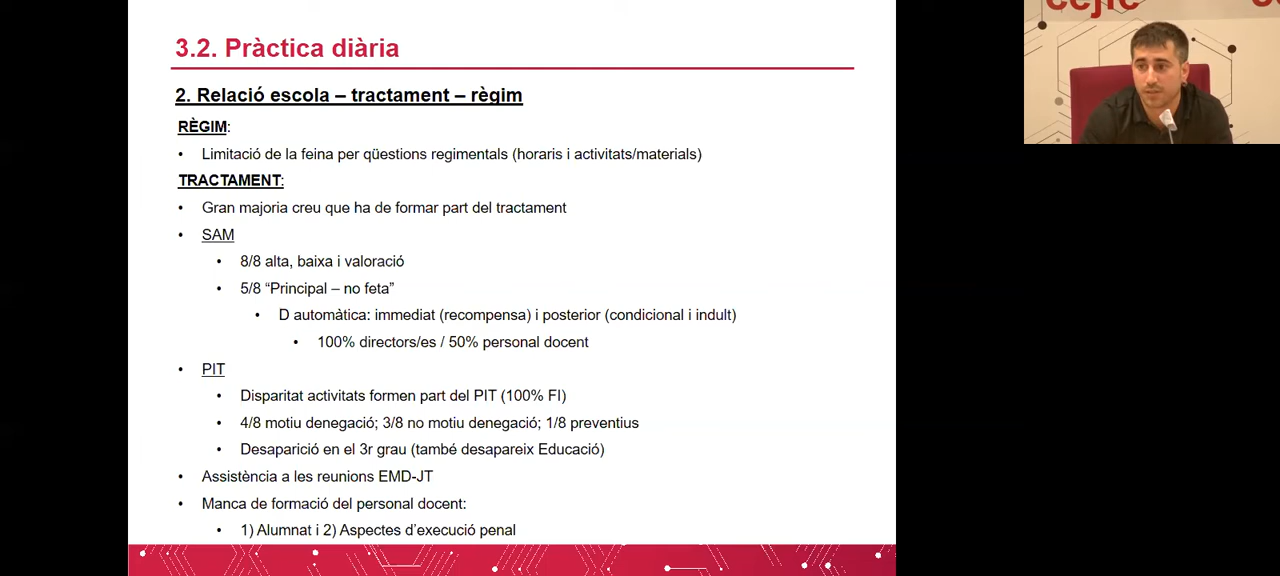 3.2. Pràctica diària
2. Relació escola – tractament – règim
RÈGIM:
• Limitació de la feina per qüestions regimentals (horaris i activitats/materials)
TRACTAMENT:
• Gran majoria creu que ha de formar part del tractament
• SAM
• 8/8 alta, baixa i valoració
• 5/8 “Principal – no feta”
• D automàtica: immediat (recompensa) i posterior (condicional i indult)
• 100% directors/es / 50% personal docent
• PIT
• Disparitat activitats formen part del PIT (100% FI)
• 4/8 motiu denegació; 3/8 no motiu denegació; 1/8 preventius
• Desaparició en el 3r grau (també desapareix Educació)
• Assistència a les reunions EMD-JT
• Manca de formació del personal docent:
• 1) Alumnat i 2) Aspectes d’execució penal
cejfe